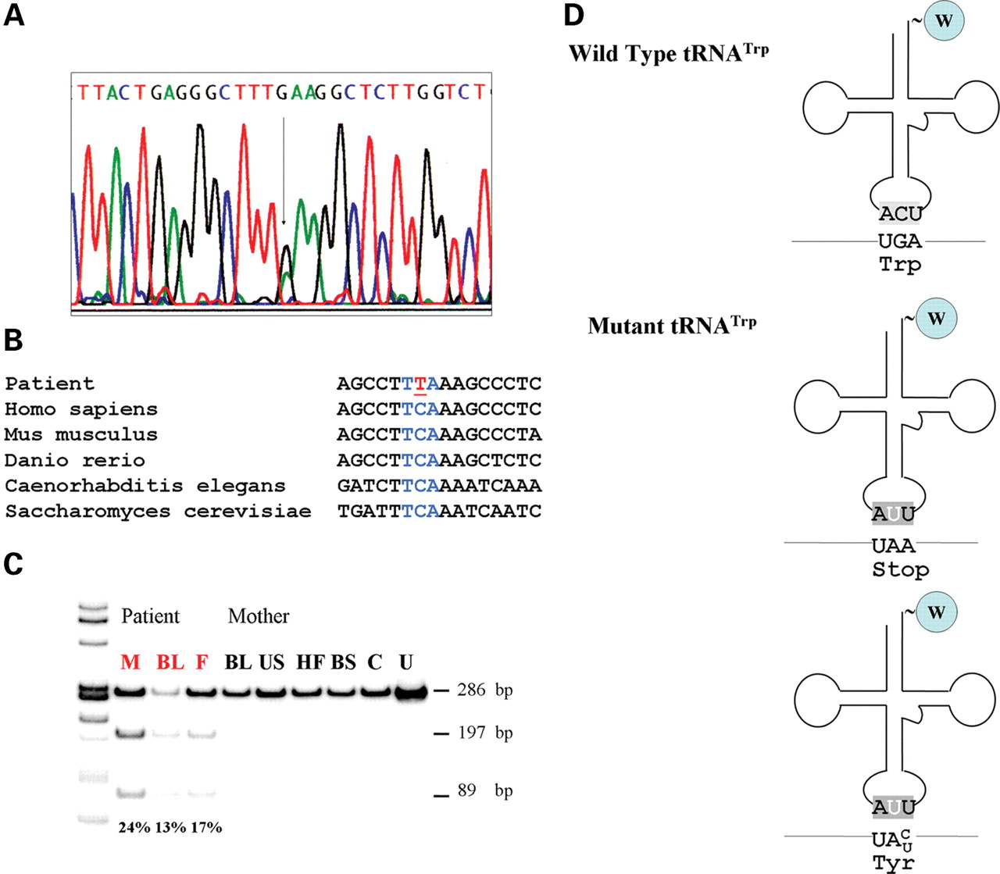 A
TTACTGAGGGCTTTGAAGGCTCTTGGTCT
B
Patient AGCCTTTAAAGCCCTC
Homo sapiens AGCCTTCAAAGCCCTC
Mus musculus AGCCTTCAAAGCCCTA
Danio rerio AGCCTTCAAAGCTCTC
Caenorhabditis elegans GATCTTCAAAATCAAA
Saccharomyces cerevisiae TGATTTCAAATCAATC
C
Patient Mother
M BL F BL US HF BS C U
286 bp
197 bp
89 bp
24% 13% 17%
D
Wild Type tRNATrp
~ W
ACU
UGA
Trp
Mutant tRNATrp
~ W
AUU
UAA
Stop
~ W
AUU
UACU
Tyr